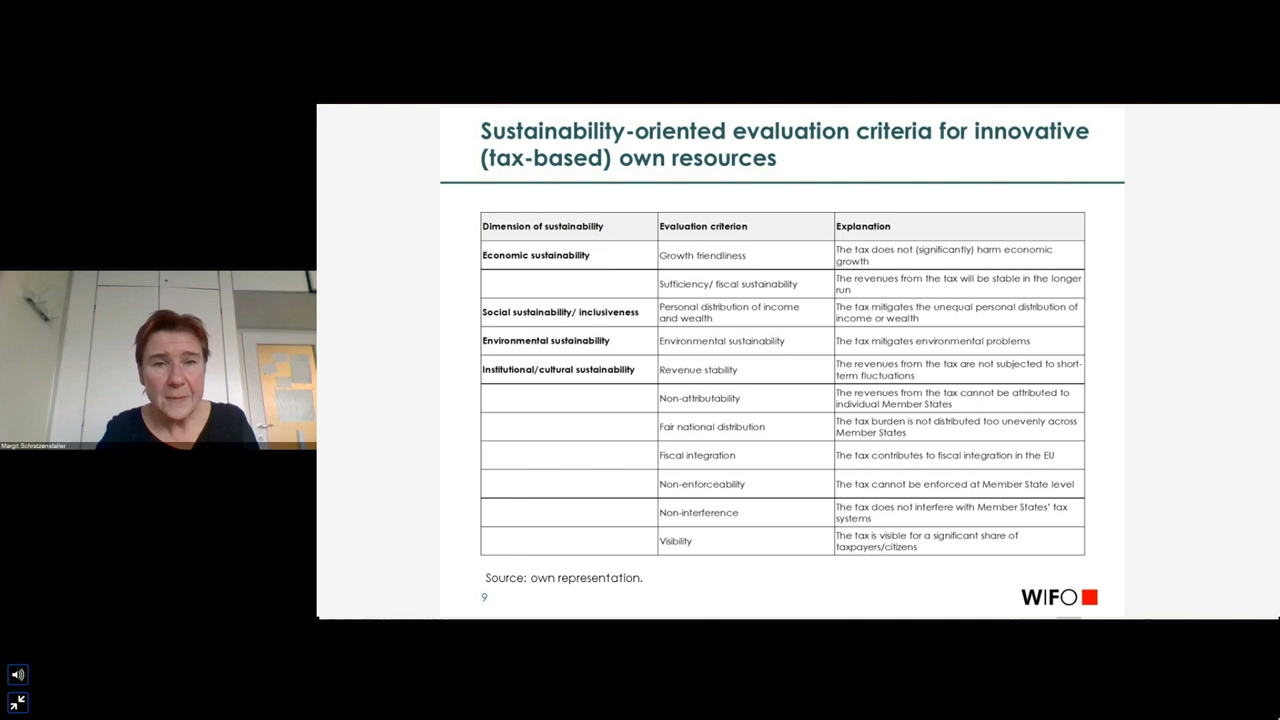 Sustainability-oriented evaluation criteria for innovative
(tax-based) own resources
Dimension of sustainability
Evaluation criterion
Explanation
Economic sustainability
Growth friendliness
The tax does not (significantly) harm economic
growth
Sufficiency/ fiscal sustainability
The revenues from the tax will be stable in the longer
run
Social sustainability/ inclusiveness
Personal distribution of income
and wealth
The tax mitigates the unequal personal distribution of
income or wealth
Environmental sustainability
Environmental sustainability
The tax mitigates environmental problems
Institutional/cultural sustainability
Revenue stability
The revenues from the tax are not subjected to short-
term fluctuations
Non-attributability
The revenues from the tax cannot be attributed to
individual Member States
Fair national distribution
The tax burden is not distributed too unevenly across
Member States
Fiscal integration
The tax contributes to fiscal integration in the EU
Non-enforceability
The tax cannot be enforced at Member State level
Non-interference
The tax does not interfere with Member States' tax
systems
Visibility
The tax is visible for a significant share of
taxpayers/citizens
Source: own representation.
9
WIFO
Margit Schratzenstaller